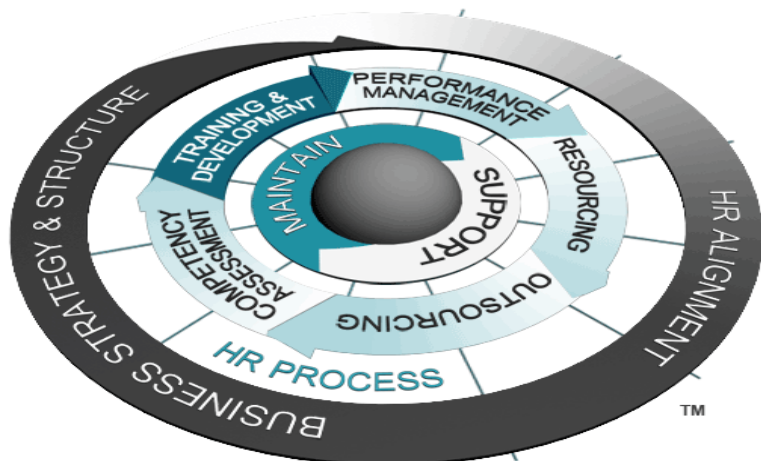 PERFORMANCE
MANAGEMENT
RESOURCING
OUTSOURCING
COMPETENCY
ASSESSMENT
TRAINING &
DEVELOPMENT
MAINTAIN
SUPPORT
HR PROCESS
BUSINESS STRATEGY & STRUCTURE
HR ALIGNMENT
TM